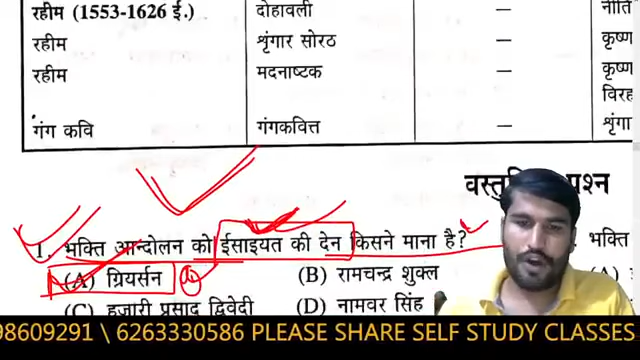 रहीम (1553-1626 ई.) दोहावली — नीति
रहीम श्रृंगार सोरठ — कृष्ण
रहीम मदनाष्टक — कृष्ण
विरह
गंग कवि गंगकवित्त — श्रृंगा
प्रश्न
1. भक्ति आन्दोलन को ईसाइयत की देन किसने माना है? भक्ति
(A) ग्रियर्सन (B) रामचन्द्र शुक्ल
(C) हजारी प्रसाद द्विवेदी (D) नामवर सिंह
98609291 \ 6263330586 PLEASE SHARE SELF STUDY CLASSES